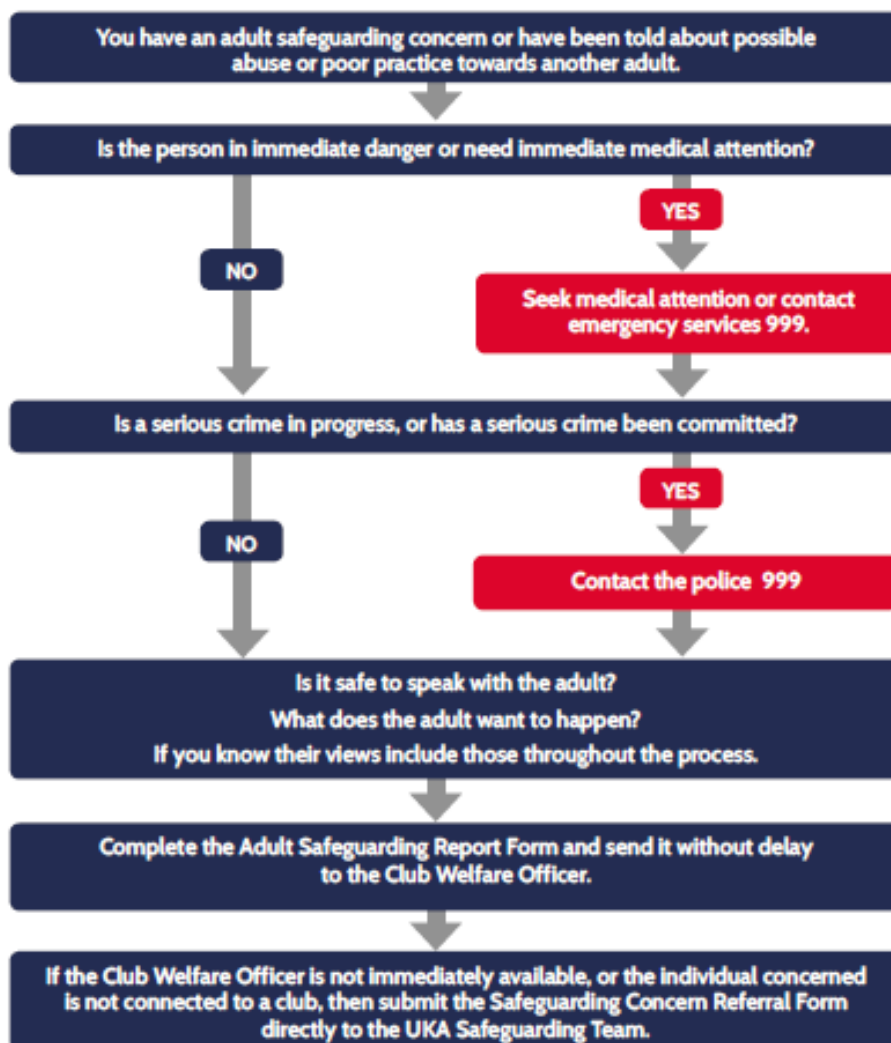 You have an adult safeguarding concern or have been told about possible
abuse or poor practice towards another adult.
Is the person in immediate danger or need immediate medical attention?
YES
NO
Seek medical attention or contact
emergency services 999.
Is a serious crime in progress, or has a serious crime been committed?
YES
NO
Contact the police 999
Is it safe to speak with the adult?
What does the adult want to happen?
If you know their views include those throughout the process.
Complete the Adult Safeguarding Report Form and send it without delay
to the Club Welfare Officer.
If the Club Welfare Officer is not immediately available, or the individual concerned
is not connected to a club, then submit the Safeguarding Concern Referral Form
directly to the UKA Safeguarding Team.